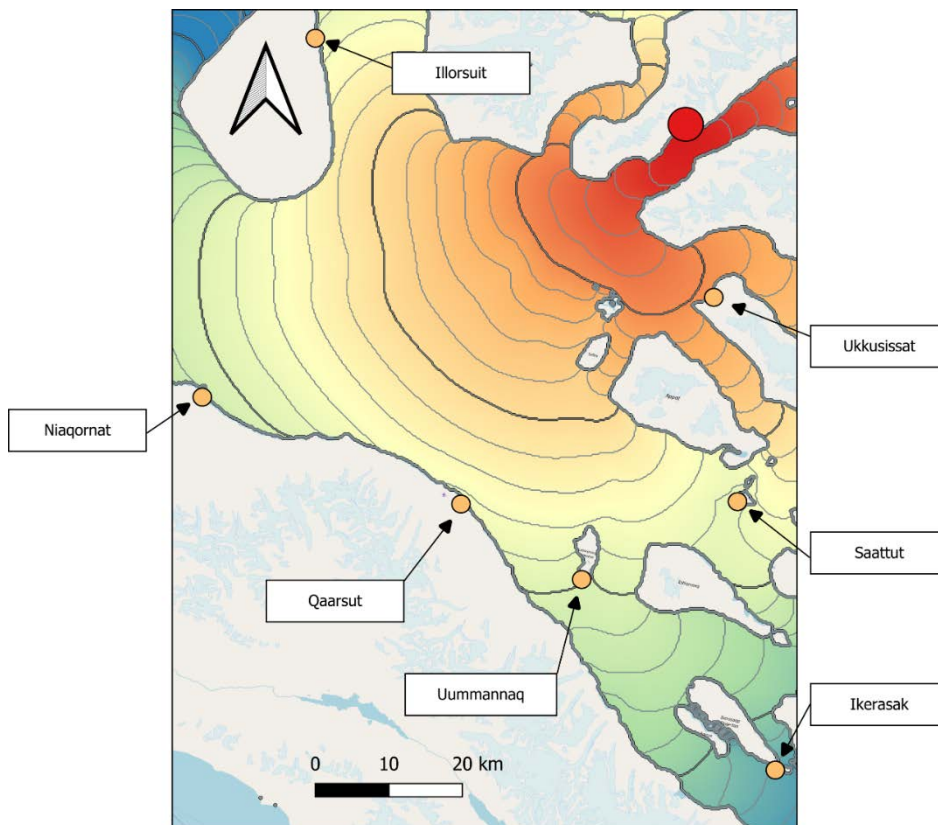 Illorsuit
Ukkusissat
Niaqornat
Saattut
Qaarsut
Uummannaq
Ikerasak
0 10 20 km